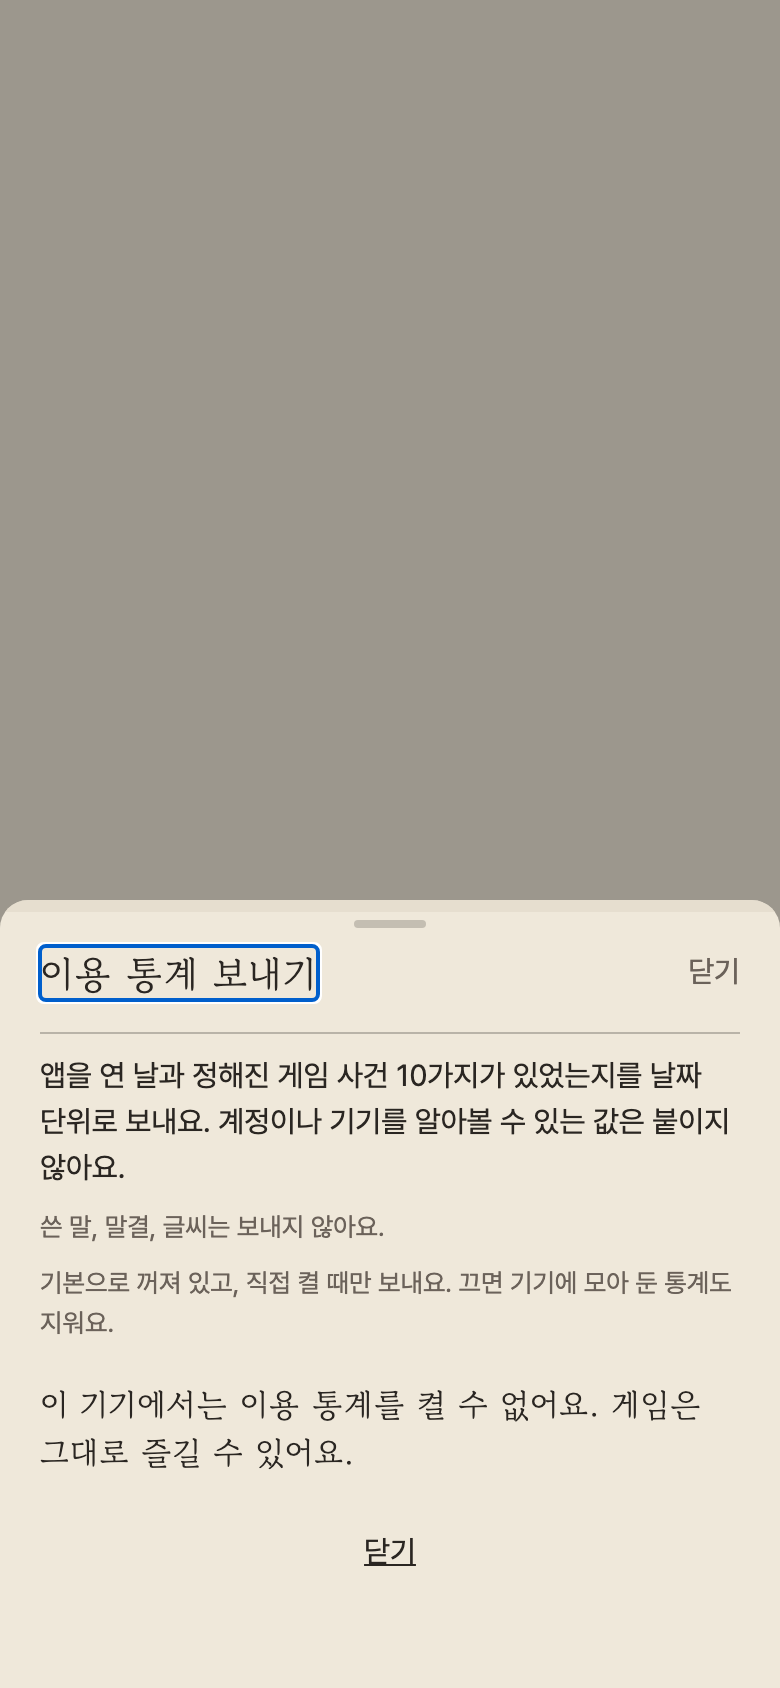 이용 통계 보내기
닫기
앱을 연 날과 정해진 게임 사건 10가지가 있었는지를 날짜
단위로 보내요. 계정이나 기기를 알아볼 수 있는 값은 붙이지
않아요.
쓴 말, 말결, 글씨는 보내지 않아요.
기본으로 꺼져 있고, 직접 켤 때만 보내요. 끄면 기기에 모아 둔 통계도
지워요.
이 기기에서는 이용 통계를 켤 수 없어요. 게임은
그대로 즐길 수 있어요.
닫기